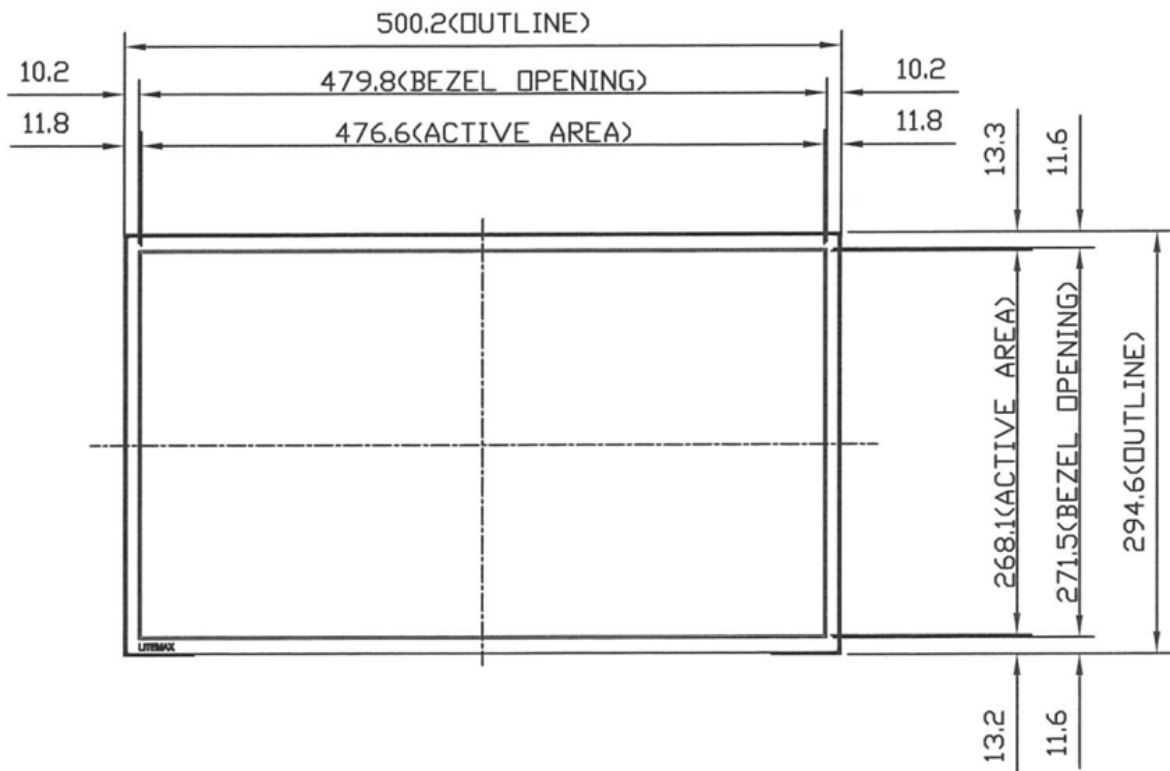 500.2(OUTLINE)
10.2
479.8(BEZEL OPENING)
10.2
11.8
476.6(ACTIVE AREA)
11.8
13.3
11.6
268.1(ACTIVE AREA)
271.5(BEZEL OPENING)
294.6(OUTLINE)
LITEMAX
13.2
11.6